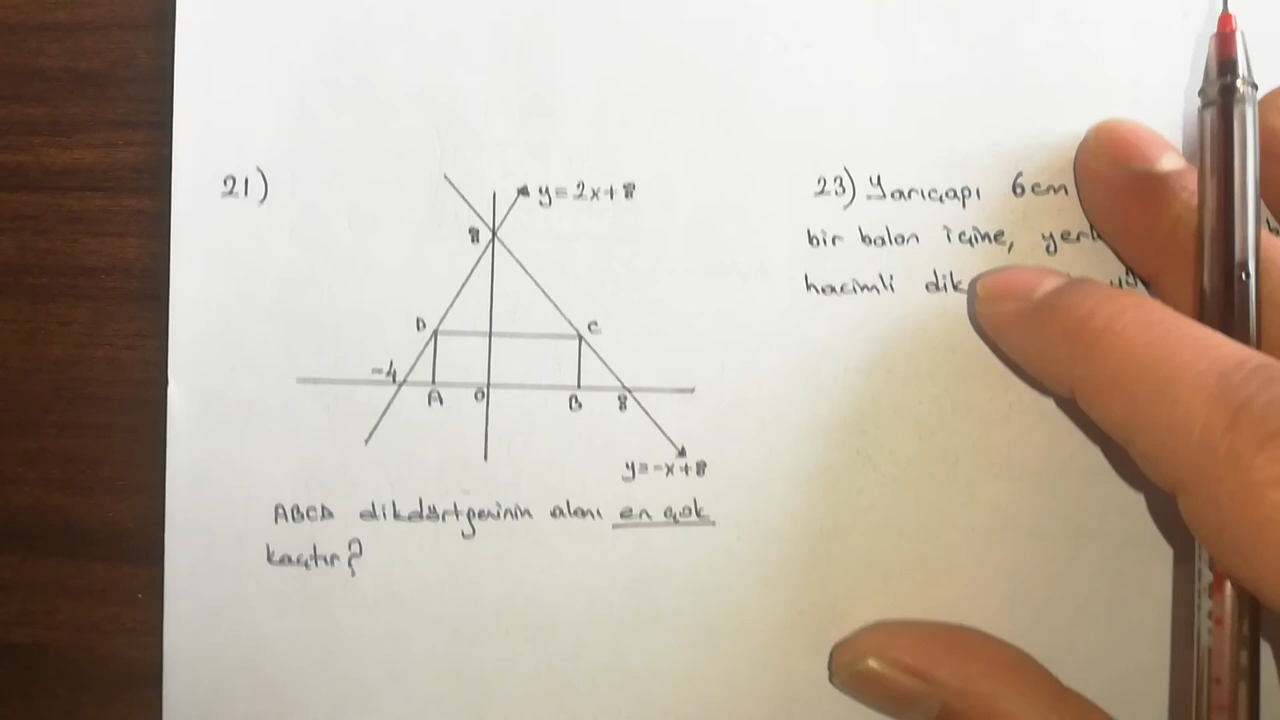 21)
y=2x+8
8
D
C
-4
A
O
B
8
y=-x+8
ABCD dikdörtgeninin alanı en çok
kaçtır?
23) Yarıçapı 6cm
bir balon içine,
hacimli